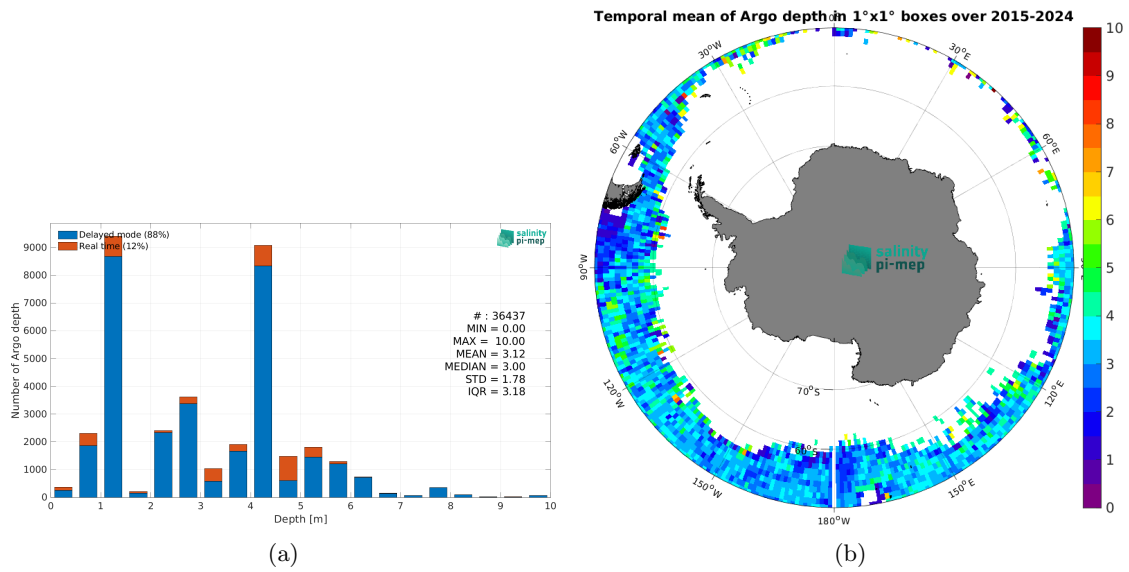 Temporal mean of Argo depth in 1°x1° boxes over 2015-2024
Delayed mode (88%)
Real time (12%)
salinity
pi-mep
# : 36437
MIN = 0.00
MAX = 10.00
MEAN = 3.12
MEDIAN = 3.00
STD = 1.78
IQR = 3.18
Number of Argo depth
9000
8000
7000
6000
5000
4000
3000
2000
1000
0
0 1 2 3 4 5 6 7 8 9 10
Depth [m]
(a)
30°W
30°E
60°W
60°E
90°W
salinity
pi-mep
120°W
120°E
70°S
60°S
150°W
150°E
180°W
10
9
8
7
6
5
4
3
2
1
0
(b)